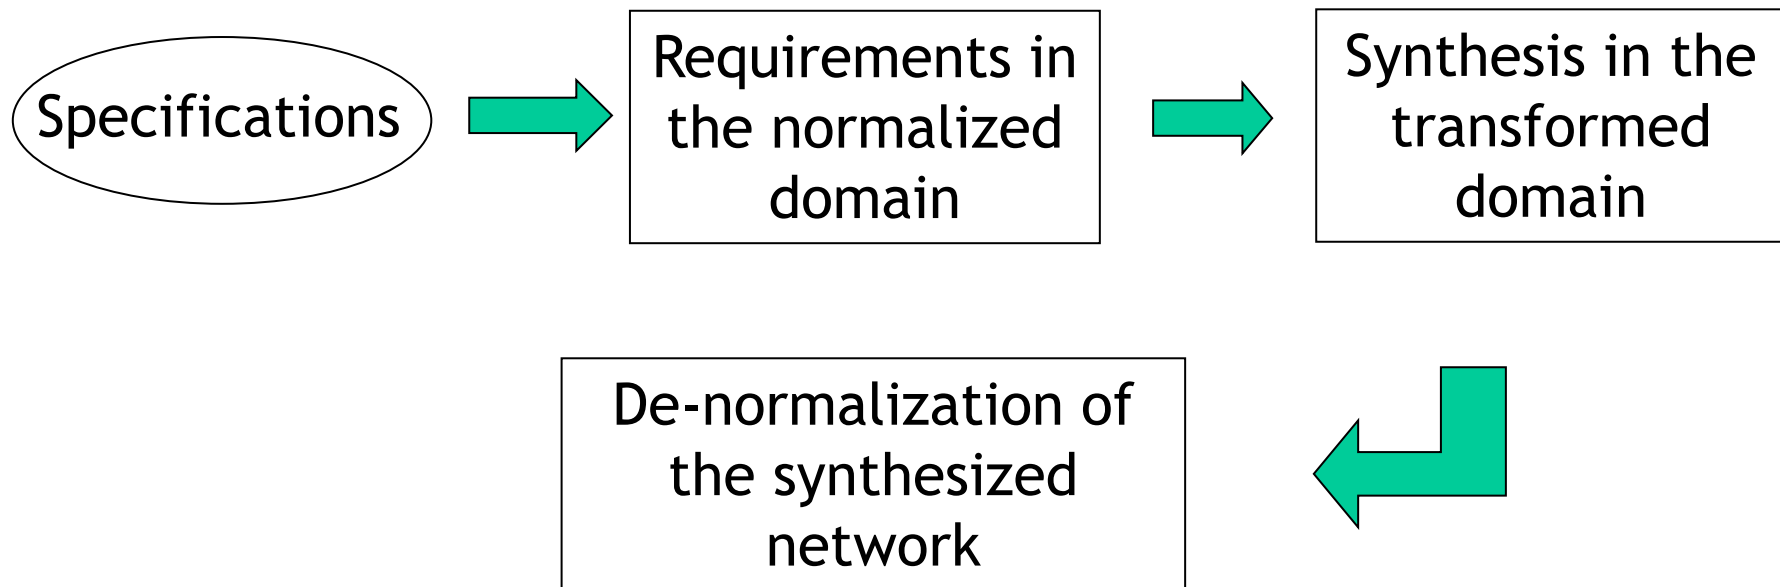 Specifications
Requirements in
the normalized
domain
Synthesis in the
transformed
domain
De-normalization of
the synthesized
network